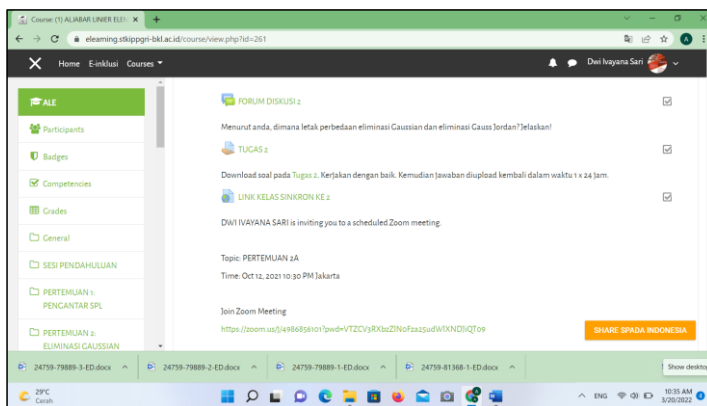 Course: (1) ALJABAR LINIER ELE
elearning.stkippgri-bkl.ac.id/course/view.php?id=261
A
Home E-inklusi Courses
Dwi Ivayana Sari
ALE
Participants
Badges
Competencies
Grades
General
SESI PENDAHULUAN
PERTEMUAN 1:
PENGANTAR SPL
PERTEMUAN 2:
ELIMINASI GAUSSIAN
FORUM DISKUSI 2
Menurut anda, dimana letak perbedaan eliminasi Gaussian dan eliminasi Gauss Jordan? Jelaskan!
TUGAS 2
Download soal pada Tugas 2. Kerjakan dengan baik. Kemudian jawaban diupload kembali dalam waktu 1 x 24 jam.
LINK KELAS SINKRON KE 2
DWI IVAYANA SARI is inviting you to a scheduled Zoom meeting.
Topic: PERTEMUAN 2A
Time: Oct 12, 2021 10:30 PM Jakarta
Join Zoom Meeting
SHARE SPADA INDONESIA
24759-79889-3-ED.docx
24759-79889-2-ED.docx
24759-79889-1-ED.docx
24759-81368-1-ED.docx
Show desktop
29°C
Cerah
ENG
10:35 AM
3/20/2022